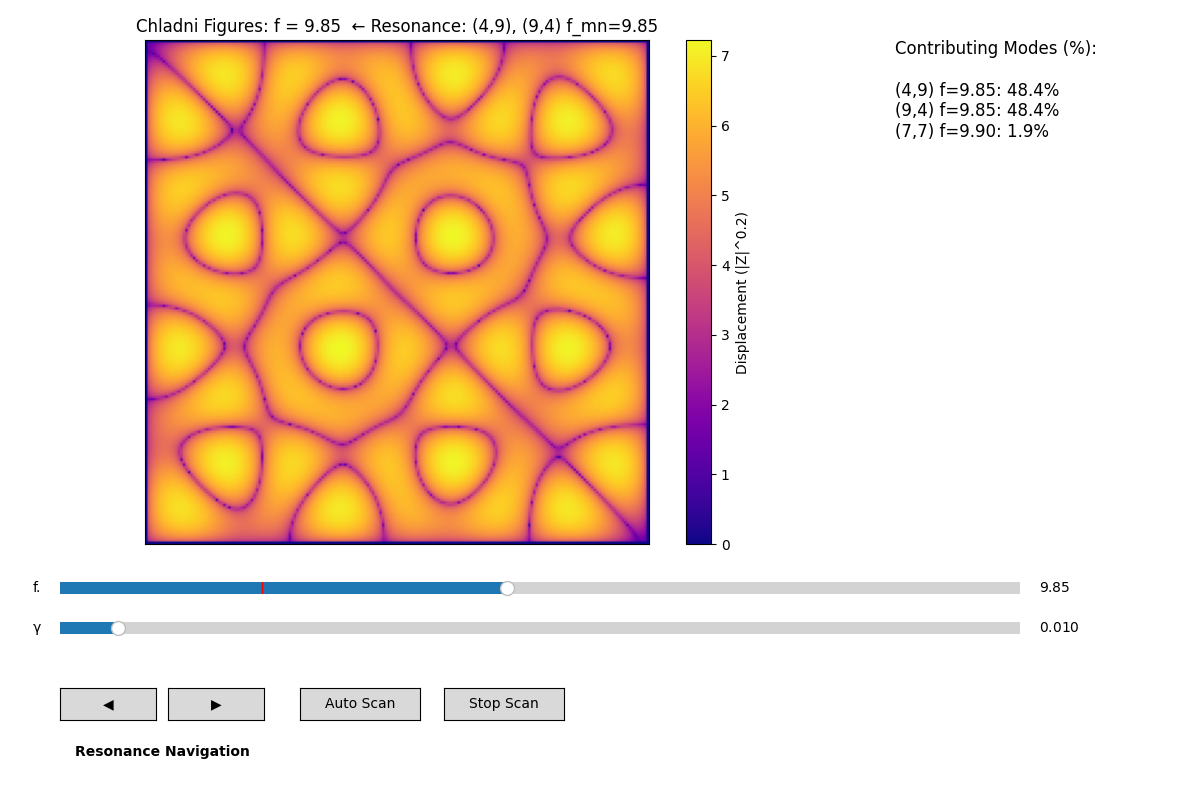 Chladni Figures: f = 9.85 ← Resonance: (4,9), (9,4) f_mn=9.85
Contributing Modes (%):
(4,9) f=9.85: 48.4%
(9,4) f=9.85: 48.4%
(7,7) f=9.90: 1.9%
7
6
5
4
3
2
1
0
Displacement (|Z|^0.2)
f. 9.85
γ 0.010
◀ ▶ Auto Scan Stop Scan
Resonance Navigation